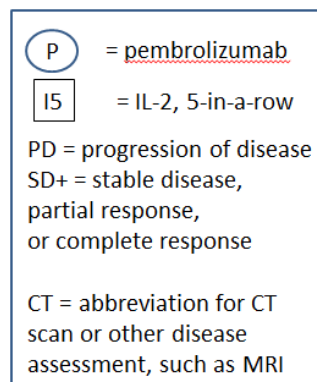 P = pembrolizumab
I5 = IL-2, 5-in-a-row
PD = progression of disease
SD+ = stable disease,
partial response,
or complete response
CT = abbreviation for CT
scan or other disease
assessment, such as MRI